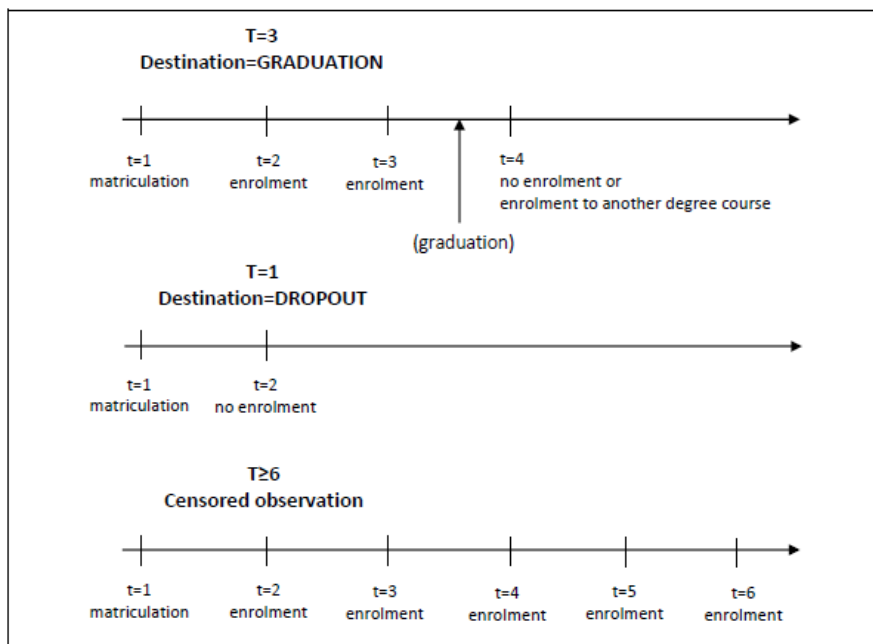 T=3
Destination=GRADUATION
t=1 t=2 t=3 t=4
matriculation enrolment enrolment no enrolment or
enrolment to another degree course
(graduation)
T=1
Destination=DROPOUT
t=1 t=2
matriculation no enrolment
T≥6
Censored observation
t=1 t=2 t=3 t=4 t=5 t=6
matriculation enrolment enrolment enrolment enrolment enrolment